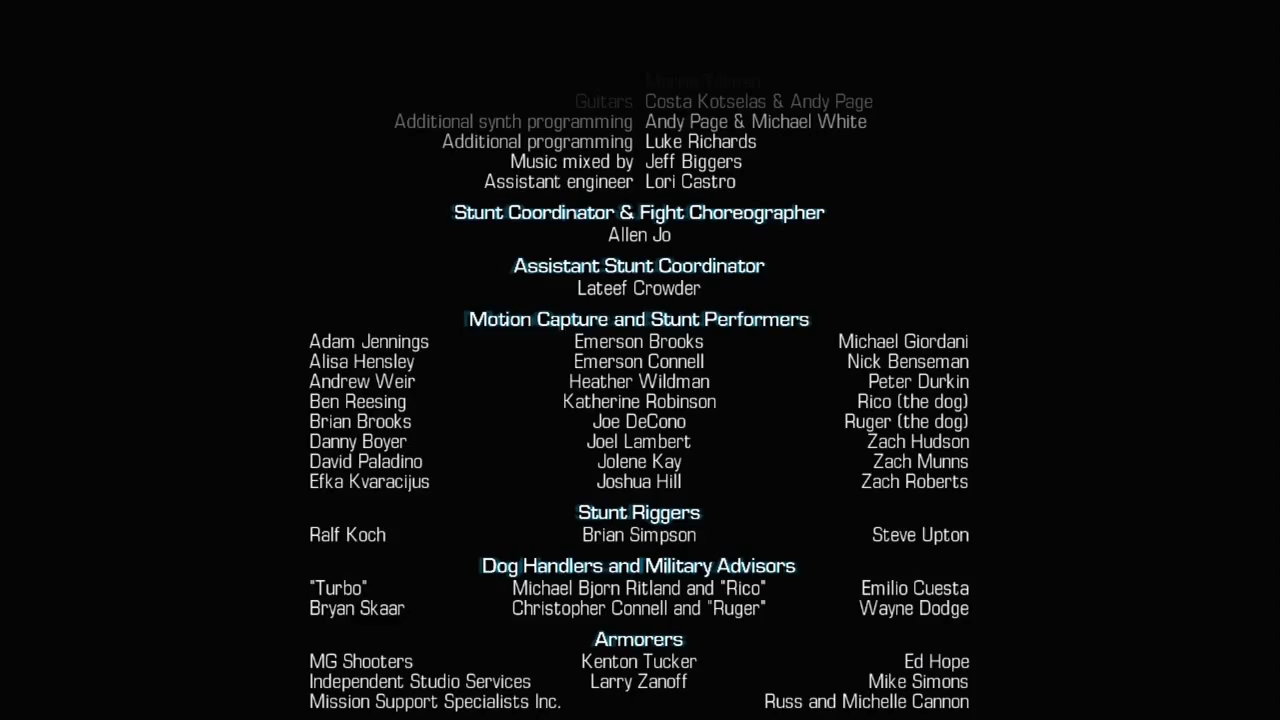 Guitars Costa Kotselas & Andy Page
Additional synth programming Andy Page & Michael White
Additional programming Luke Richards
Music mixed by Jeff Biggers
Assistant engineer Lori Castro
Stunt Coordinator & Fight Choreographer
Allen Jo
Assistant Stunt Coordinator
Lateef Crowder
Motion Capture and Stunt Performers
Adam Jennings Emerson Brooks Michael Giordani
Alisa Hensley Emerson Connell Nick Benseman
Andrew Weir Heather Wildman Peter Durkin
Ben Reesing Katherine Robinson Rico (the dog)
Brian Brooks Joe DeCono Ruger (the dog)
Danny Boyer Joel Lambert Zach Hudson
David Paladino Jolene Kay Zach Munns
Efka Kvaracijus Joshua Hill Zach Roberts
Stunt Riggers
Ralf Koch Brian Simpson Steve Upton
Dog Handlers and Military Advisors
"Turbo" Michael Bjorn Ritland and "Rico" Emilio Cuesta
Bryan Skaar Christopher Connell and "Ruger" Wayne Dodge
Armorers
MG Shooters Kenton Tucker Ed Hope
Independent Studio Services Larry Zanoff Mike Simons
Mission Support Specialists Inc. Russ and Michelle Cannon